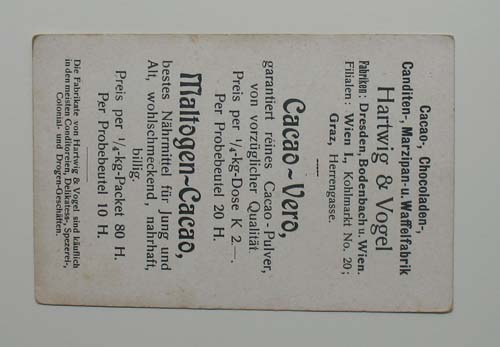 Cacao-, Chocoladen-,
Canditen-, Marzipan- u. Waffelfabrik
Hartwig & Vogel
Fabriken: Dresden, Bodenbach u. Wien.
Filialen: Wien I., Kohlmarkt No. 20;
Graz, Herrengasse.
Cacao-Vero,
garantiert reines Cacao-Pulver,
von vorzüglicher Qualität
Preis per 1/4-kg-Dose K 2.—.
Per Probebeutel 20 H.
Maltogen-Cacao,
bestes Nährmittel für Jung und
Alt, wohlschmeckend, nahrhaft,
billig.
Preis per 1/4-kg-Packet 80 H.
Per Probebeutel 10 H.
Die Fabrikate von Hartwig & Vogel sind käuflich
in den meisten Conditoreien, Delikatess-, Spezerei-,
Colonial- und Drogen-Geschäften.